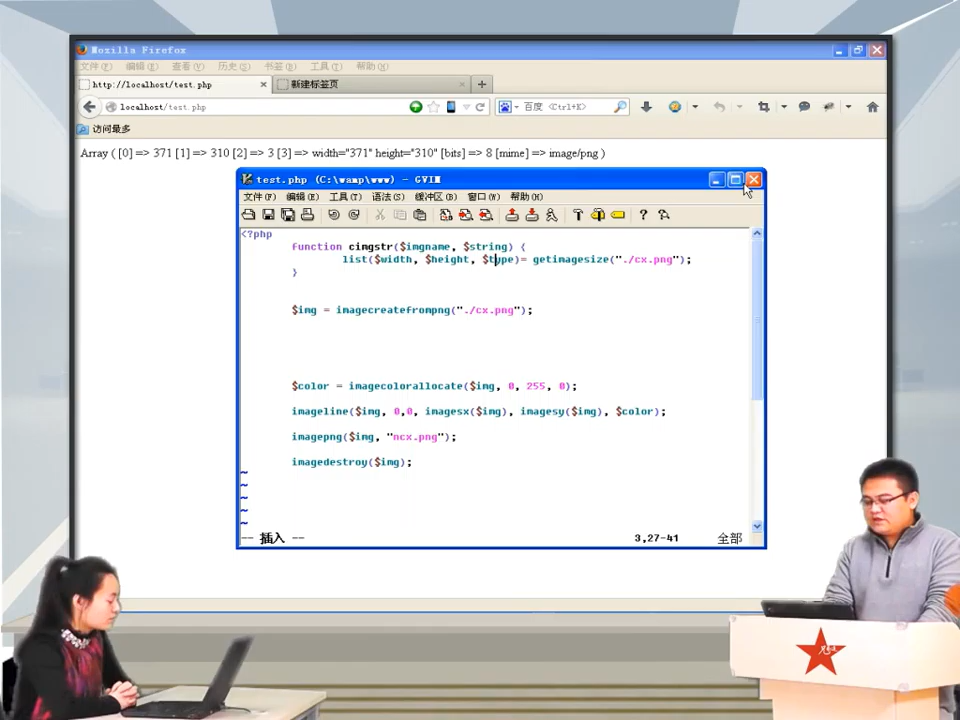 Mozilla Firefox
文件(F) 编辑(E) 查看(V) 历史(S) 书签(B) 工具(T) 帮助(H)
http://localhost/test.php × 新建标签页 × +
localhost/test.php 百度 <Ctrl+K>
访问最多
Array ( [0] => 371 [1] => 310 [2] => 3 [3] => width="371" height="310" [bits] => 8 [mime] => image/png )
test.php (C:\wamp\www) - GVIM
文件(F) 编辑(E) 工具(T) 语法(S) 缓冲区(B) 窗口(W) 帮助(H)
<?php
function cimgstr($imgname, $string) {
list($width, $height, $type)= getimagesize("./cx.png");
}
$img = imagecreatefrompng("./cx.png");
$color = imagecolorallocate($img, 0, 255, 0);
imageline($img, 0,0, imagesx($img), imagesy($img), $color);
imagepng($img, "ncx.png");
imagedestroy($img);
~
~
~
~
~
-- 插入 -- 3,27-41 全部